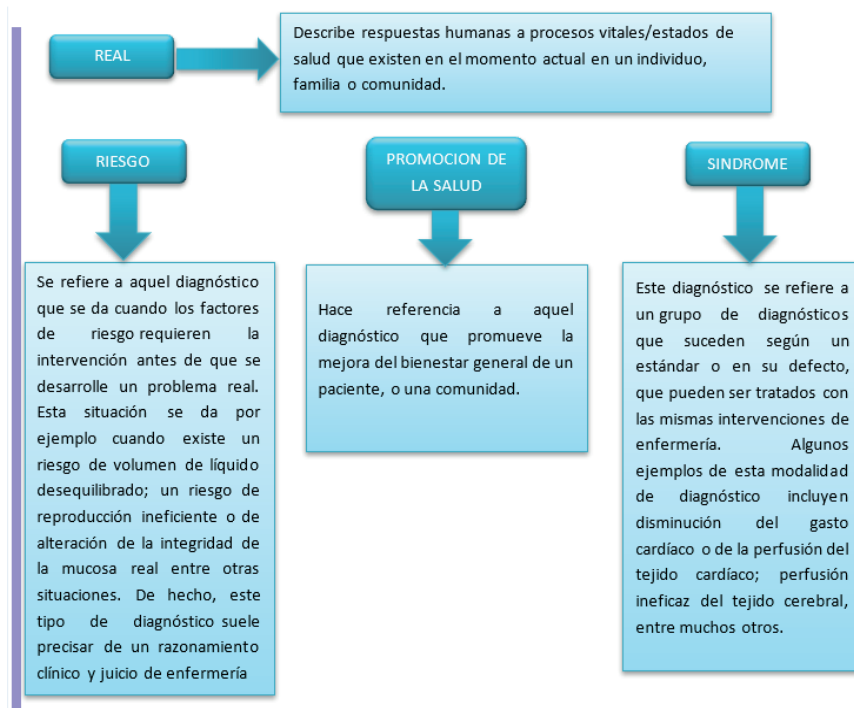 REAL
Describe respuestas humanas a procesos vitales/estados de
salud que existen en el momento actual en un individuo,
familia o comunidad.
RIESGO
Se refiere a aquel diagnóstico
que se da cuando los factores
de riesgo requieren la
intervención antes de que se
desarrolle un problema real.
Esta situación se da por
ejemplo cuando existe un
riesgo de volumen de líquido
desequilibrado; un riesgo de
reproducción ineficiente o de
alteración de la integridad de
la mucosa real entre otras
situaciones. De hecho, este
tipo de diagnóstico suele
precisar de un razonamiento
clínico y juicio de enfermería
PROMOCION DE
LA SALUD
Hace referencia a aquel
diagnóstico que promueve la
mejora del bienestar general de un
paciente, o una comunidad.
SINDROME
Este diagnóstico se refiere a
un grupo de diagnósticos
que suceden según un
estándar o en su defecto,
que pueden ser tratados con
las mismas intervenciones de
enfermería. Algunos
ejemplos de esta modalidad
de diagnóstico incluyen
disminución del gasto
cardíaco o de la perfusión del
tejido cardíaco; perfusión
ineficaz del tejido cerebral,
entre muchos otros.